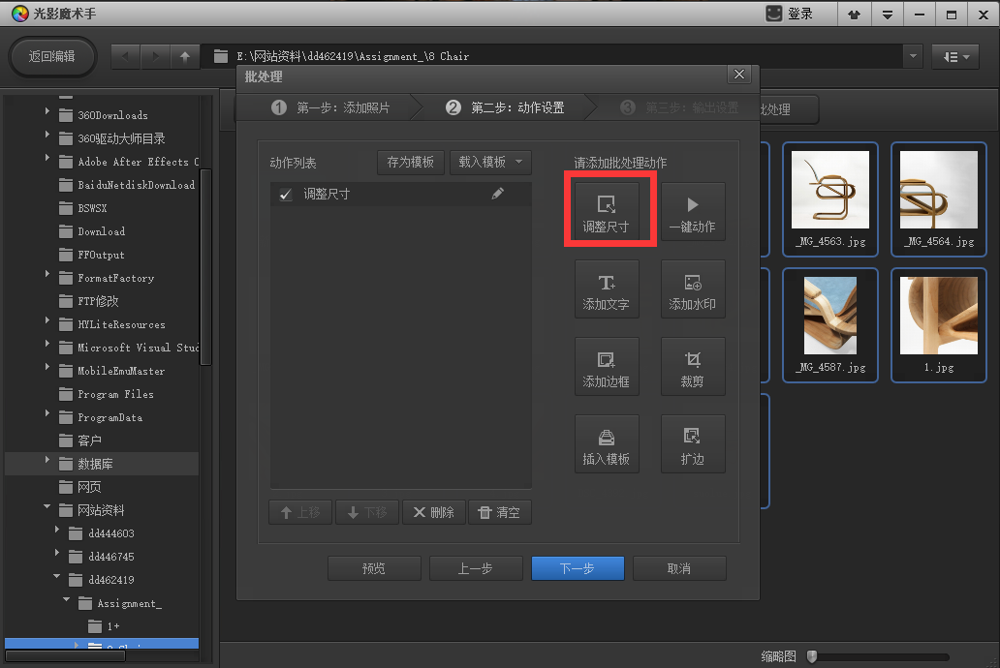 光影魔术手
登录
返回编辑
E:\网站资料\dd462419\Assignment_\8 Chair
批处理
1 第一步：添加照片
2 第二步：动作设置
3 第三步：输出设置
批处理
360Downloads
360驱动大师目录
Adobe After Effects C
BaiduNetdiskDownload
BSWSX
Download
FFOutput
FormatFactory
FTP修改
HYLiteResources
Microsoft Visual Stud
MobileEmuMaster
Program Files
ProgramData
客户
数据库
网页
网站资料
dd444603
dd446745
dd462419
Assignment_
1+
8 Chair
动作列表
存为模板
载入模板
调整尺寸
上移
下移
删除
清空
请添加批处理动作
调整尺寸
一键动作
添加文字
添加水印
添加边框
裁剪
插入模板
扩边
预览
上一步
下一步
取消
_MG_4563.jpg
_MG_4564.jpg
_MG_4587.jpg
1.jpg
缩略图